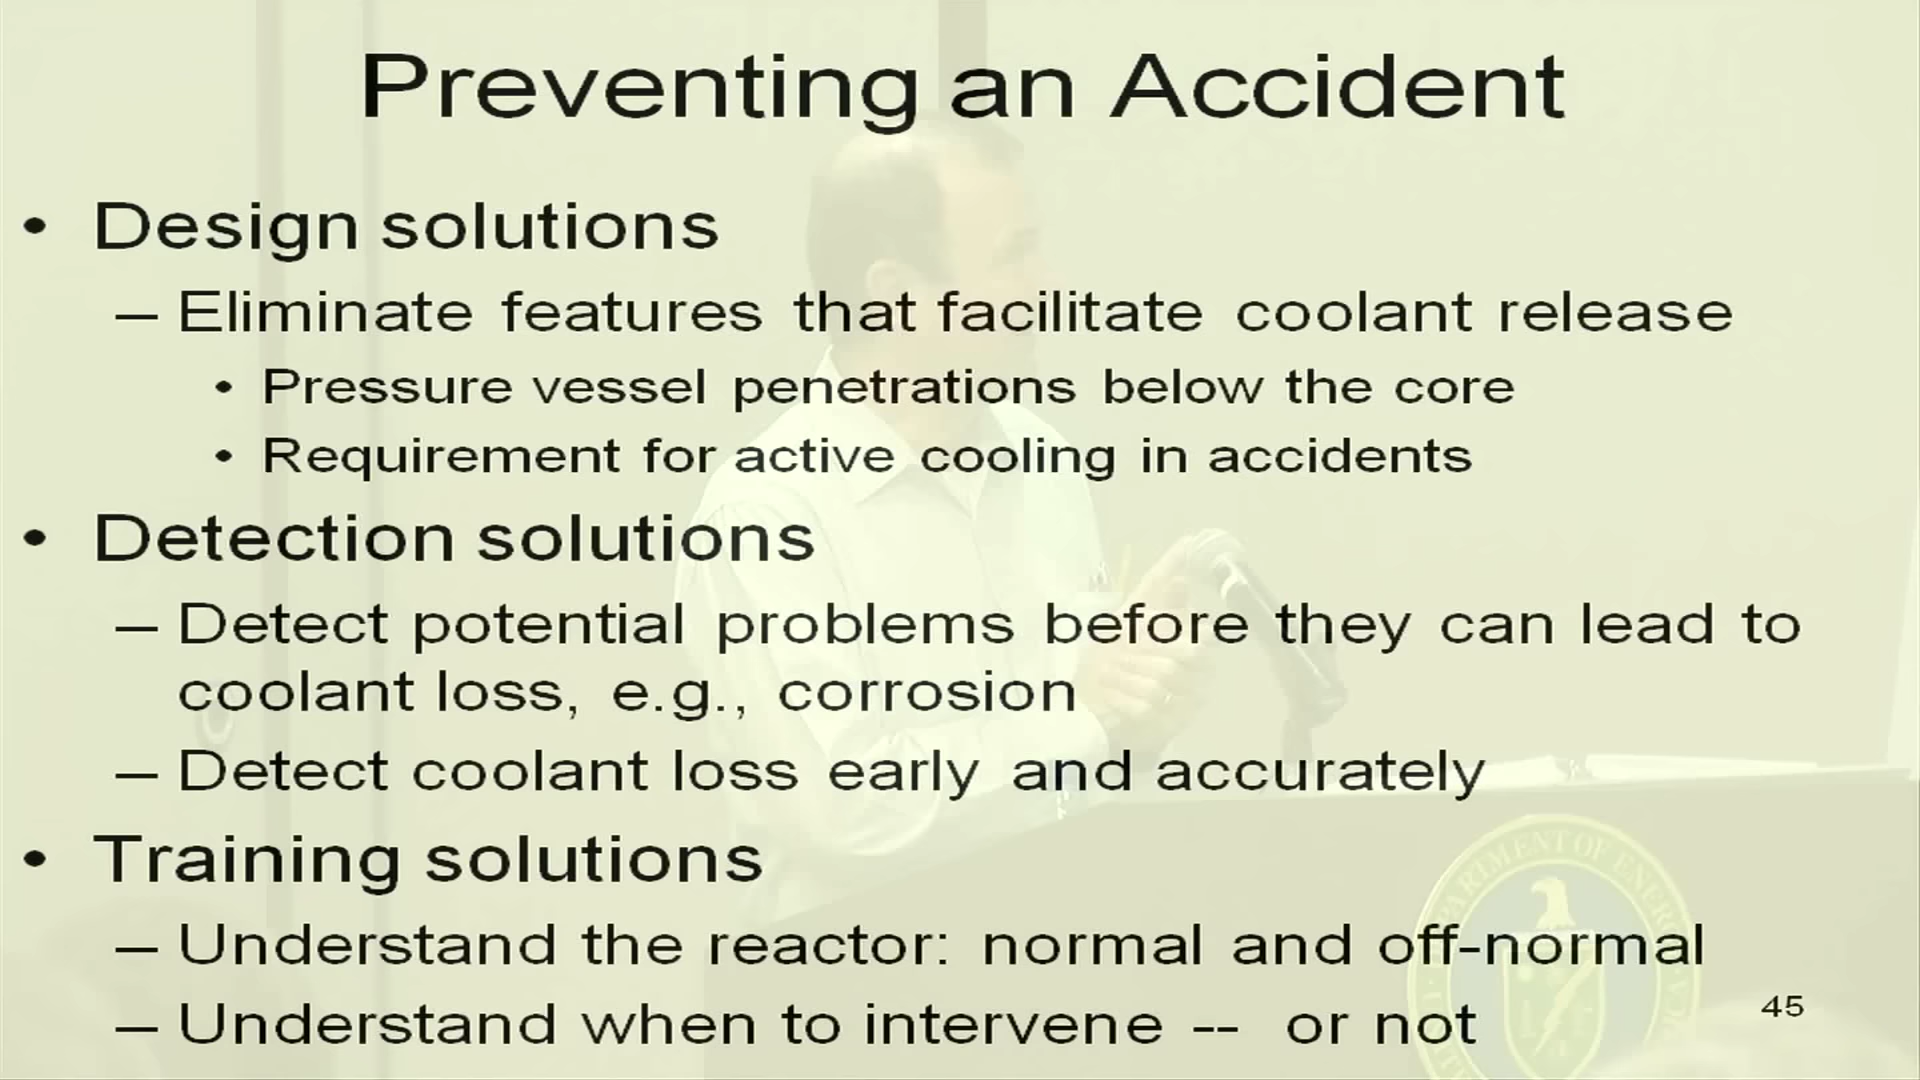 Preventing an Accident
• Design solutions
– Eliminate features that facilitate coolant release
• Pressure vessel penetrations below the core
• Requirement for active cooling in accidents
• Detection solutions
– Detect potential problems before they can lead to
coolant loss, e.g., corrosion
– Detect coolant loss early and accurately
• Training solutions
– Understand the reactor: normal and off-normal
– Understand when to intervene -- or not
45
DEPARTMENT OF ENERGY